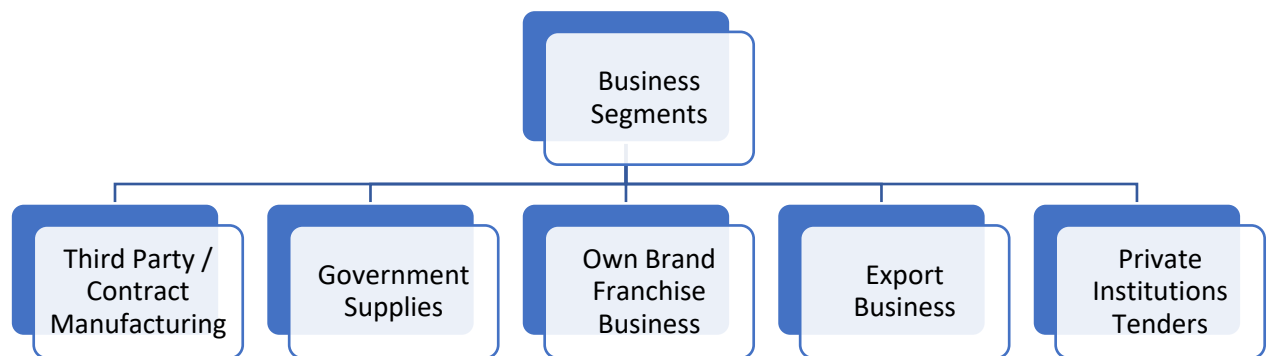 Business
Segments
Third Party /
Contract
Manufacturing
Government
Supplies
Own Brand
Franchise
Business
Export
Business
Private
Institutions
Tenders